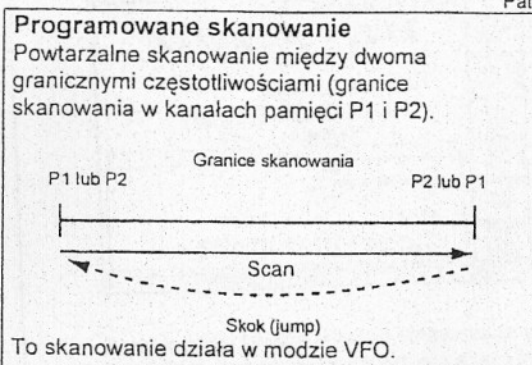 Programowane skanowanie
Powtarzalne skanowanie między dwoma
granicznymi częstotliwościami (granice
skanowania w kanałach pamięci P1 i P2).
Granice skanowania
P1 lub P2
P2 lub P1
Scan
Skok (jump)
To skanowanie działa w modzie VFO.